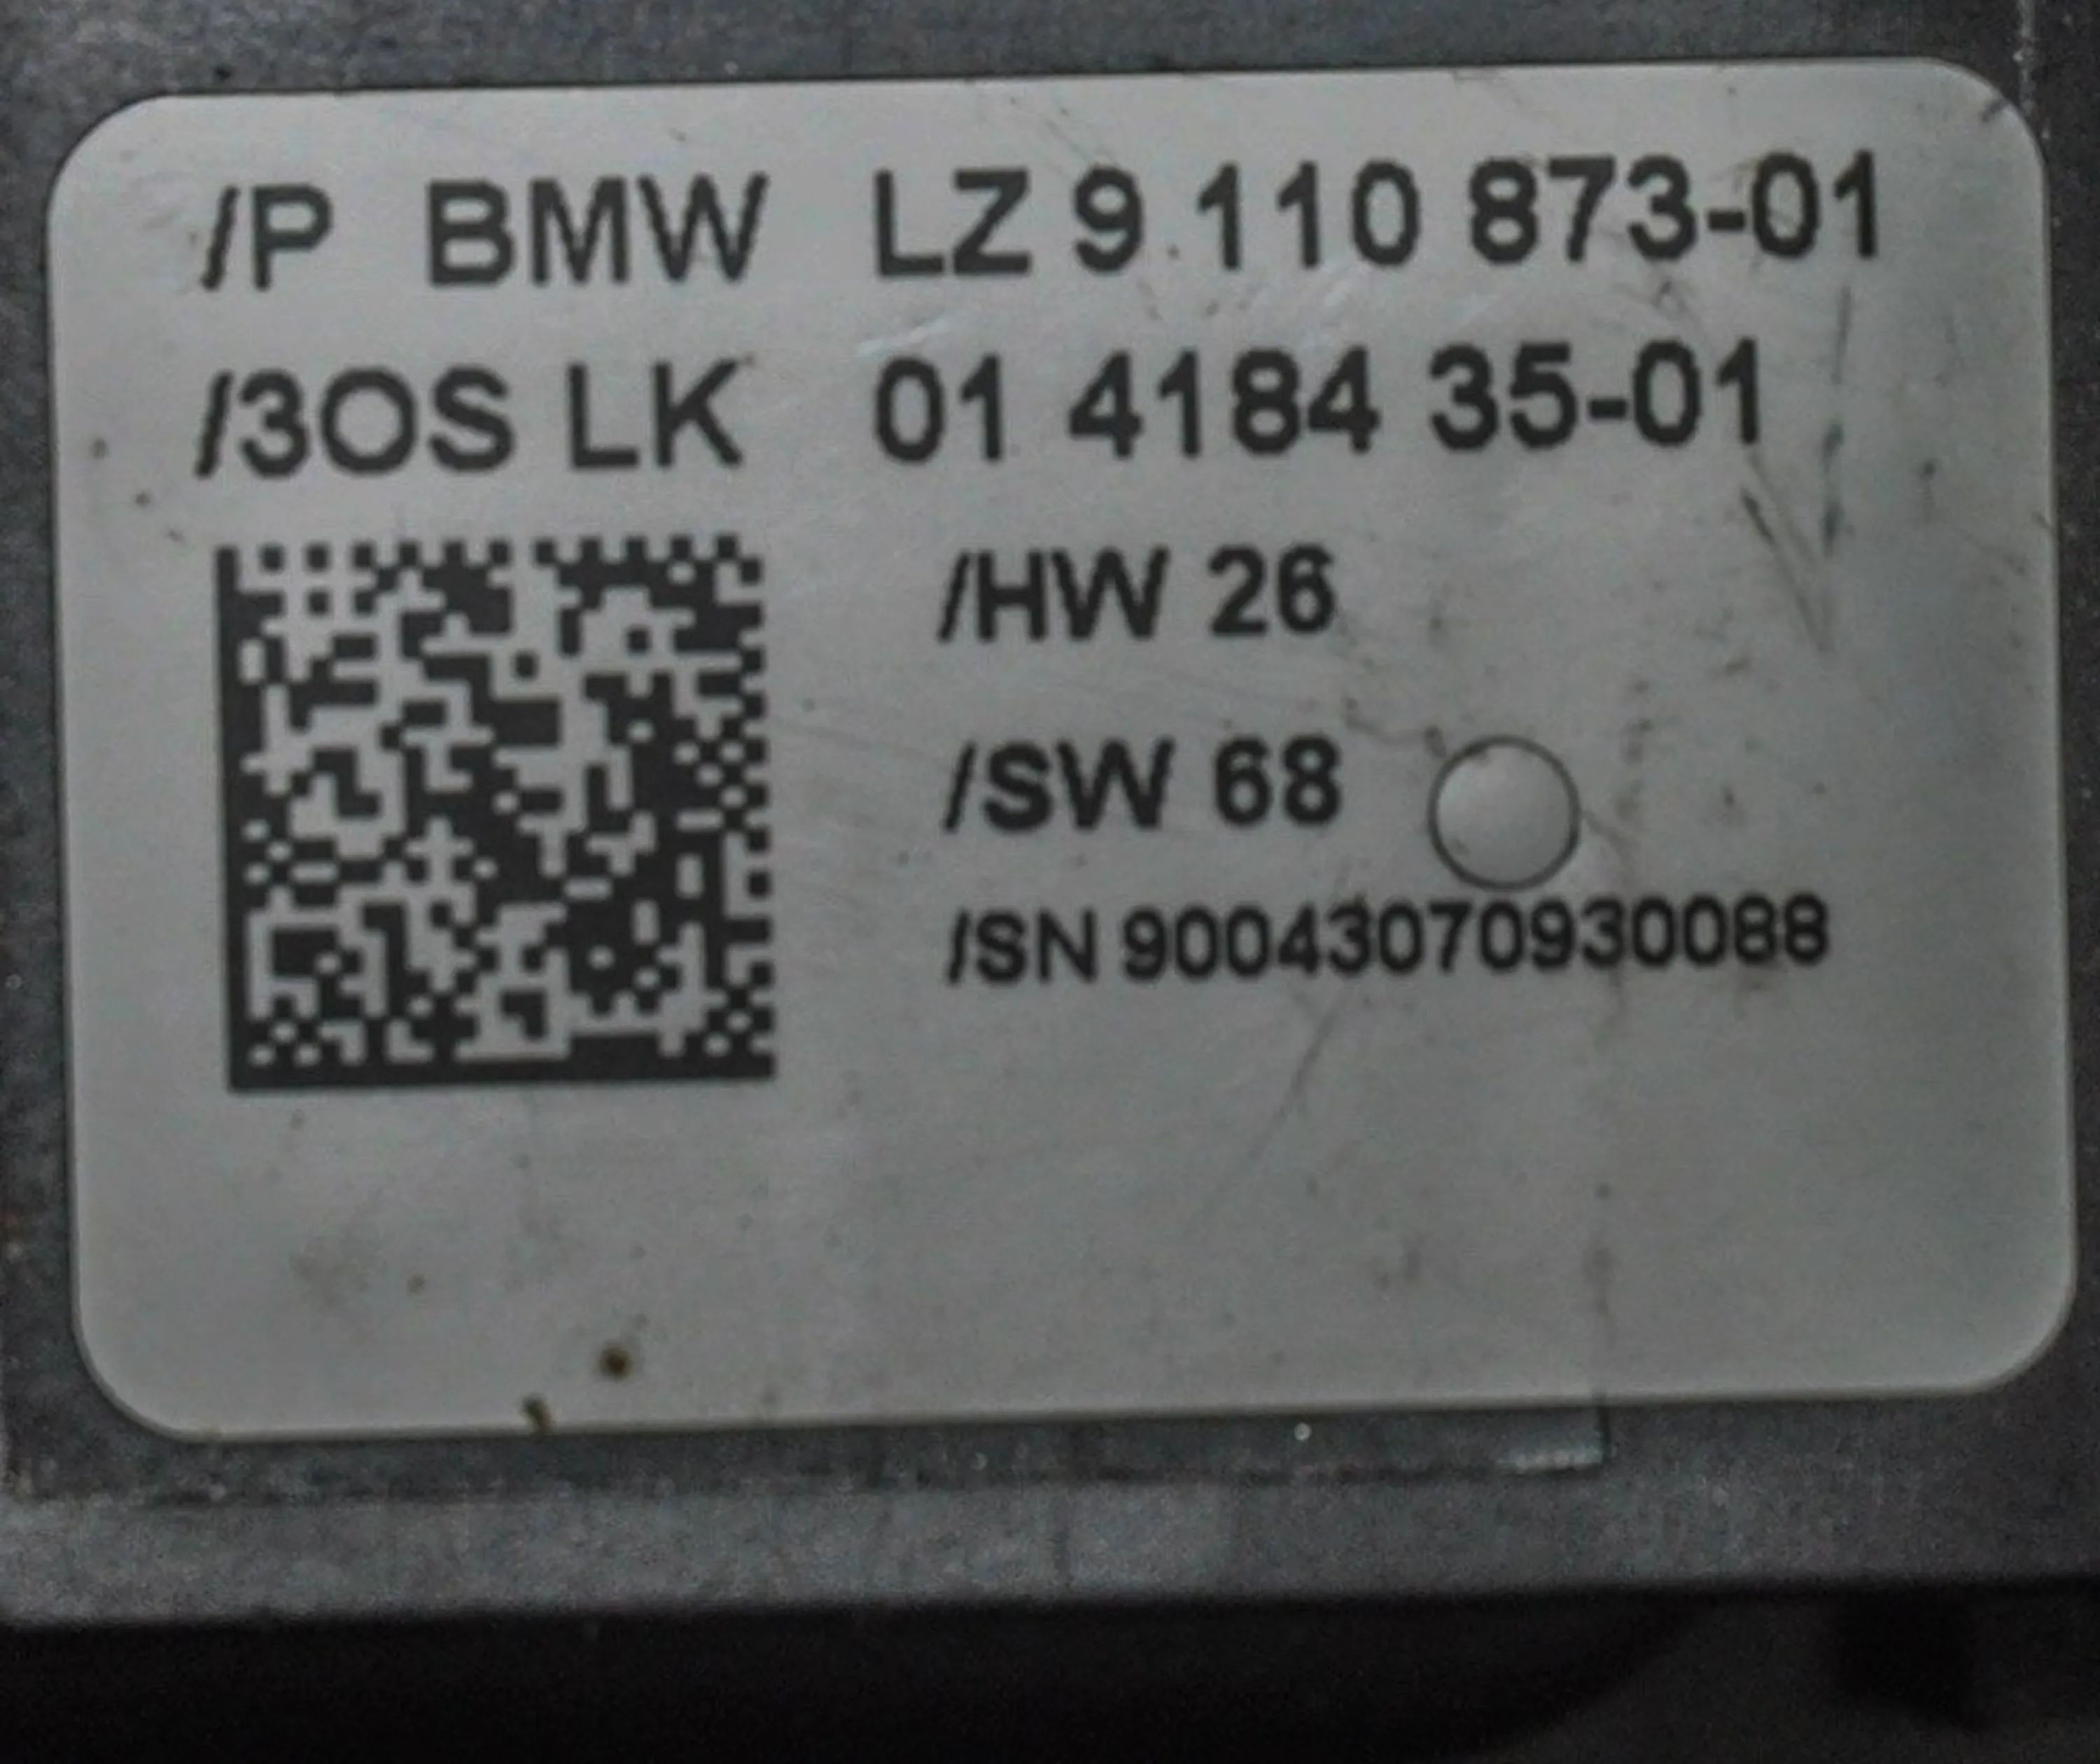 /P BMW LZ 9 110 873-01
/3OS LK 01 4184 35-01
/HW 26
/SW 68
/SN 90043070930088